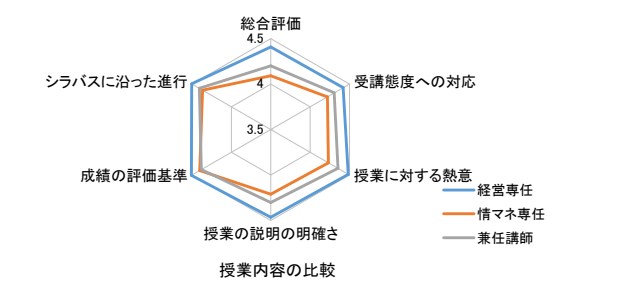 総合評価
4.5
シラバスに沿った進行
4
受講態度への対応
3.5
成績の評価基準
授業に対する熱意
経営専任
情マネ専任
授業の説明の明確さ
兼任講師
授業内容の比較